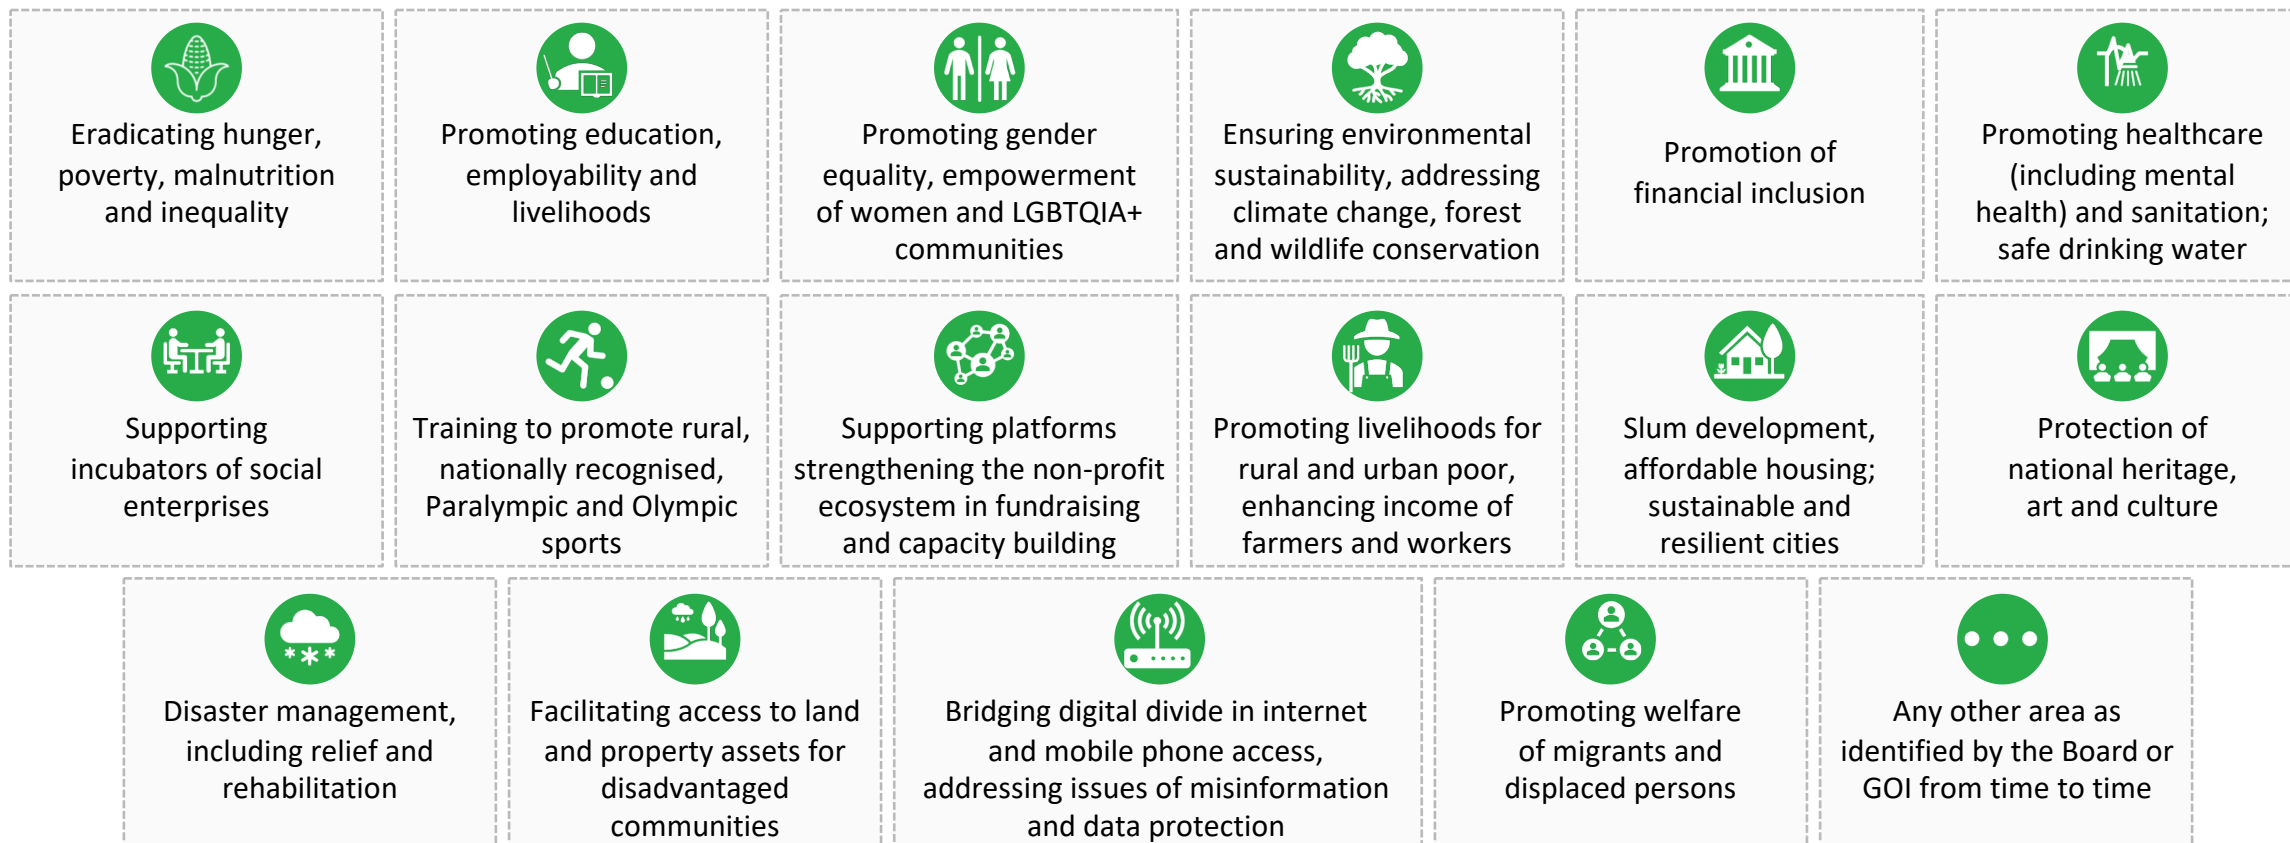 Eradicating hunger,
poverty, malnutrition
and inequality
Promoting education,
employability and
livelihoods
Promoting gender
equality, empowerment
of women and LGBTQIA+
communities
Ensuring environmental
sustainability, addressing
climate change, forest
and wildlife conservation
Promotion of
financial inclusion
Promoting healthcare
(including mental
health) and sanitation;
safe drinking water
Supporting
incubators of social
enterprises
Training to promote rural,
nationally recognised,
Paralympic and Olympic
sports
Supporting platforms
strengthening the non-profit
ecosystem in fundraising
and capacity building
Promoting livelihoods for
rural and urban poor,
enhancing income of
farmers and workers
Slum development,
affordable housing;
sustainable and
resilient cities
Protection of
national heritage,
art and culture
Disaster management,
including relief and
rehabilitation
Facilitating access to land
and property assets for
disadvantaged
communities
Bridging digital divide in internet
and mobile phone access,
addressing issues of misinformation
and data protection
Promoting welfare
of migrants and
displaced persons
Any other area as
identified by the Board or
GOI from time to time